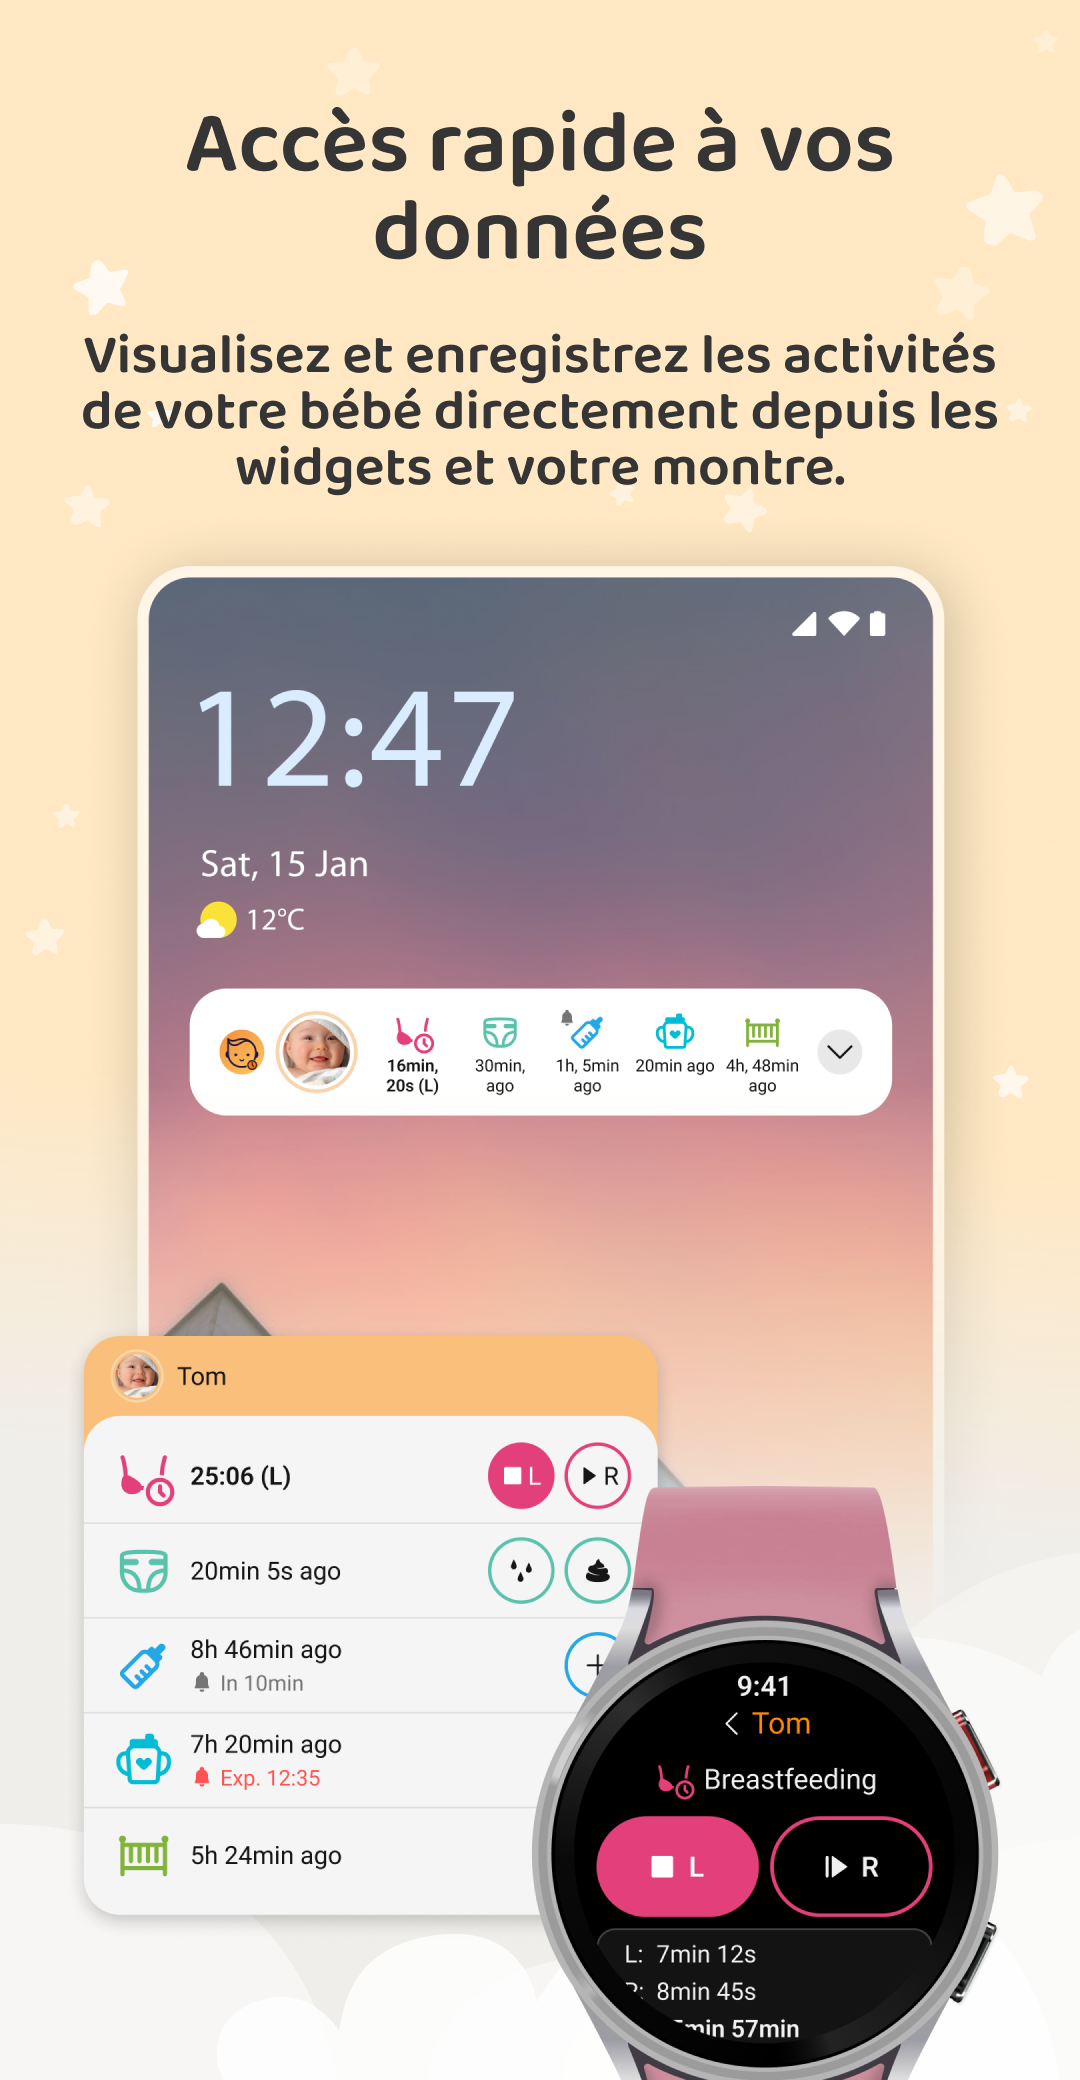 Accès rapide à vos
données
Visualisez et enregistrez les activités
de votre bébé directement depuis les
widgets et votre montre.
12:47
Sat, 15 Jan
12°C
16min, 20s (L)
30min, ago
1h, 5min ago
20min ago
4h, 48min ago
Tom
25:06 (L)
L
R
20min 5s ago
8h 46min ago
In 10min
7h 20min ago
Exp. 12:35
5h 24min ago
9:41
Tom
Breastfeeding
L
R
L: 7min 12s
8min 45s
min 57min